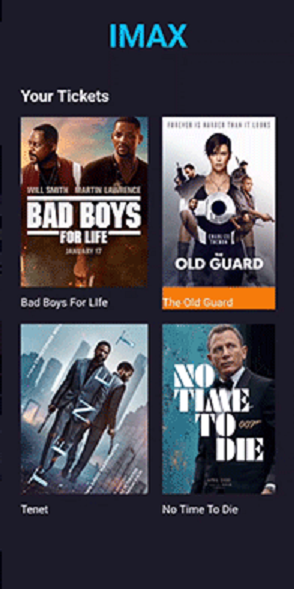 IMAX
Your Tickets
WILL SMITH MARTIN LAWRENCE
BAD BOYS
FOR LIFE
JANUARY 17
FOREVER IS HARDER THAN IT LOOKS
CHARLIZE
THERON
THE
OLD GUARD
Bad Boys For LIfe
The Old Guard
TENET
NO
TIME
TO
007
DIE
Tenet
No Time To Die